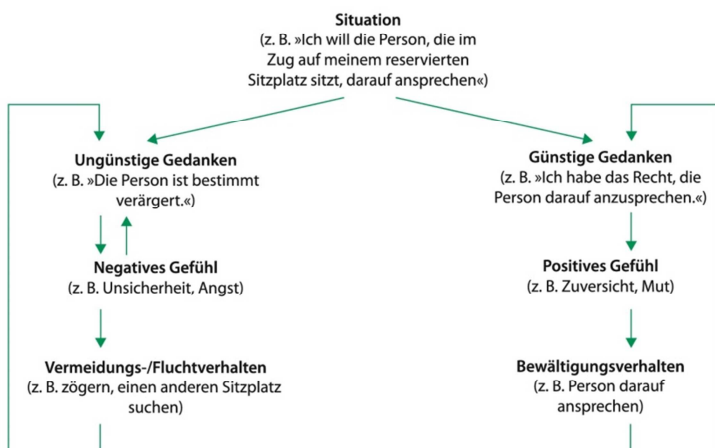 Situation
(z. B. »Ich will die Person, die im
Zug auf meinem reservierten
Sitzplatz sitzt, darauf ansprechen«)
Ungünstige Gedanken
(z. B. »Die Person ist bestimmt
verärgert.«)
Negatives Gefühl
(z. B. Unsicherheit, Angst)
Vermeidungs-/Fluchtverhalten
(z. B. zögern, einen anderen Sitzplatz
suchen)
Günstige Gedanken
(z. B. »Ich habe das Recht, die
Person darauf anzusprechen.«)
Positives Gefühl
(z. B. Zuversicht, Mut)
Bewältigungsverhalten
(z. B. Person darauf
ansprechen)